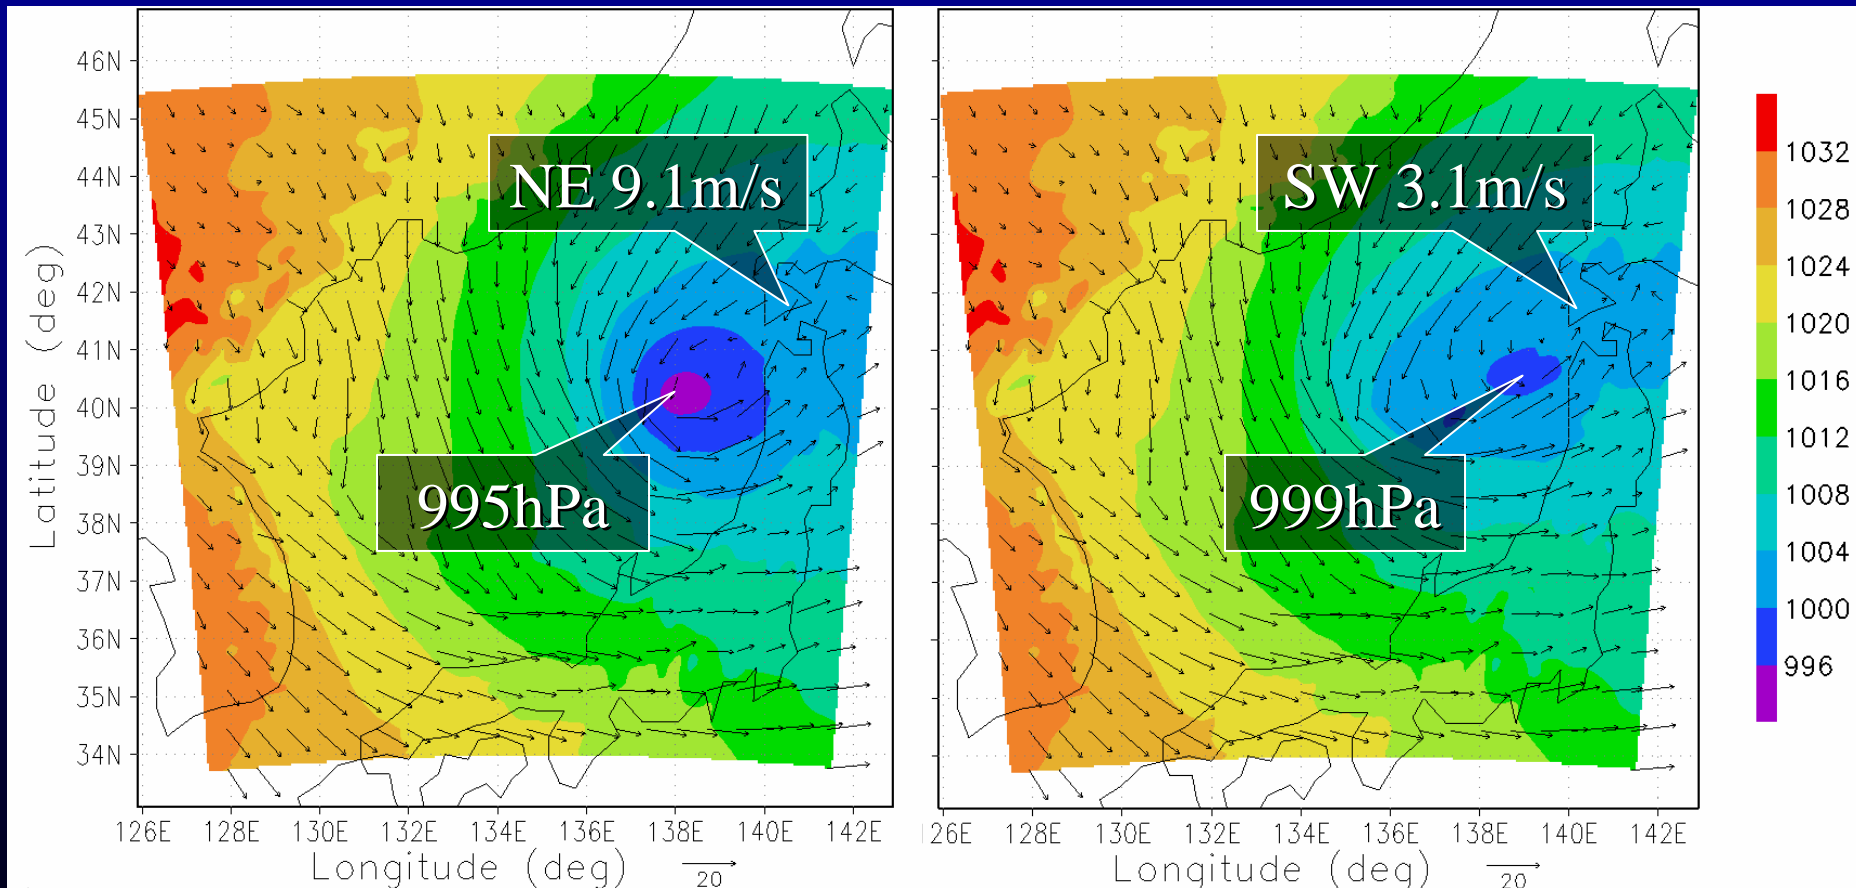 46N
45N
44N
43N
42N
41N
40N
39N
38N
37N
36N
35N
34N
Latitude (deg)
NE 9.1m/s
995hPa
126E 128E 130E 132E 134E 136E 138E 140E 142E
Longitude (deg)
20
SW 3.1m/s
999hPa
126E 128E 130E 132E 134E 136E 138E 140E 142E
Longitude (deg)
20
1032
1028
1024
1020
1016
1012
1008
1004
1000
996